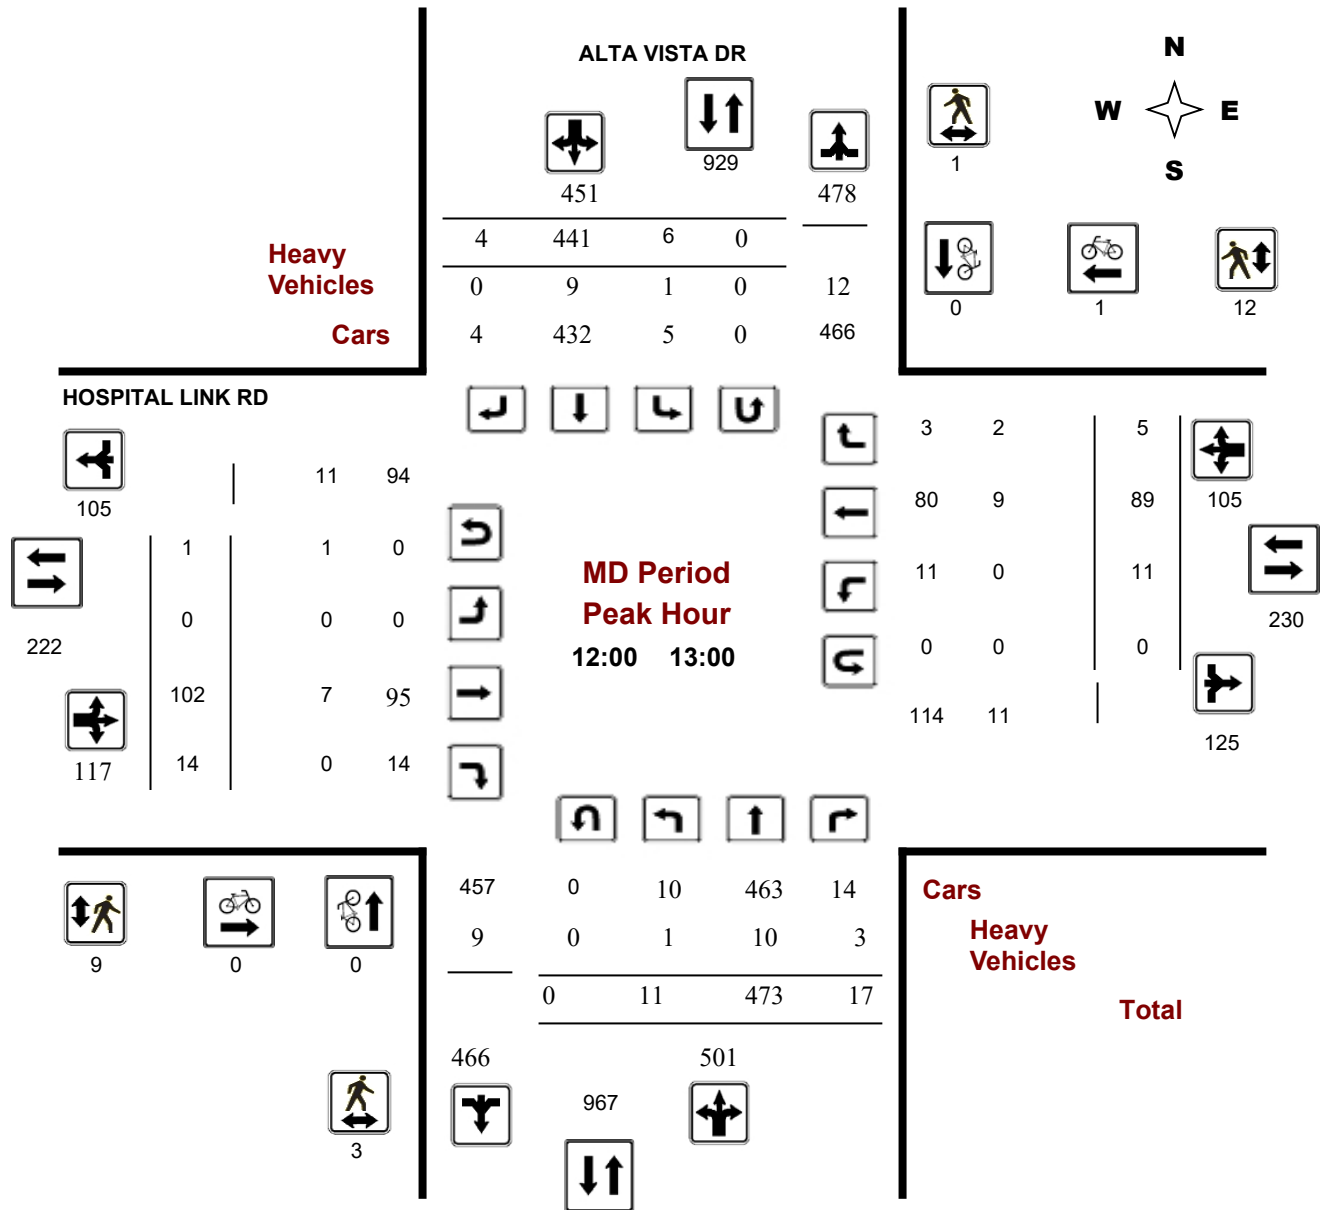 ALTA VISTA DR
N
W E
S
929
1
451 478
4 441 6 0
Heavy
Vehicles
0 9 1 0 12
Cars 4 432 5 0 466
0 1 12
HOSPITAL LINK RD
3 2 5
11 94
105
80 9 89 105
1 1 0
MD Period
11 0 11
Peak Hour
0 0 0
230
222
12:00 13:00
0 0 0
102 7 95
114 11
125
117 14 0 14
457 0 10 463 14
Cars
9 0 1 10 3
Heavy
Vehicles
9 0 0
0 11 473 17
Total
466 501
967
3